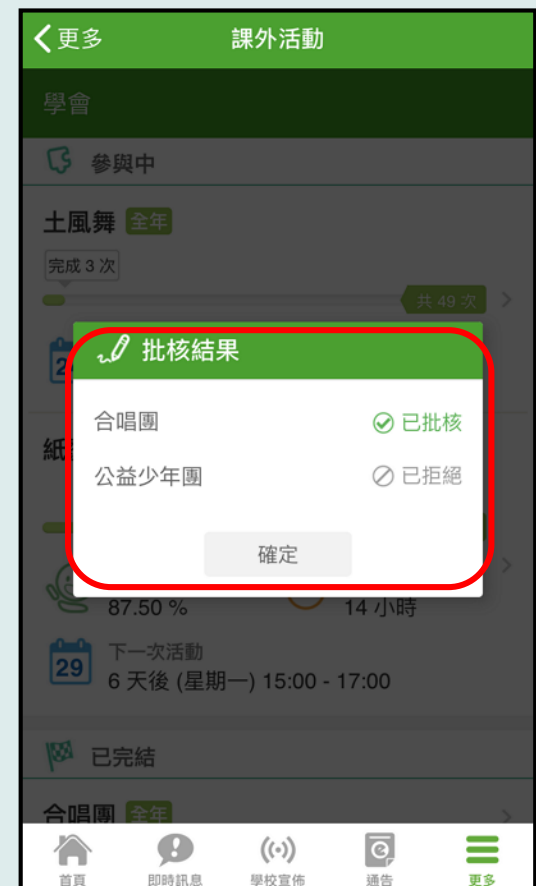 更多 課外活動
學會
參與中
土風舞 全年
完成 3 次
共 49 次
批核結果
合唱團 已批核
公益少年團 已拒絕
確定
87.50 % 14 小時
下一次活動
29
6 天後 (星期一) 15:00 - 17:00
已完結
合唱團 全年
首頁 即時訊息 學校宣佈 通告 更多